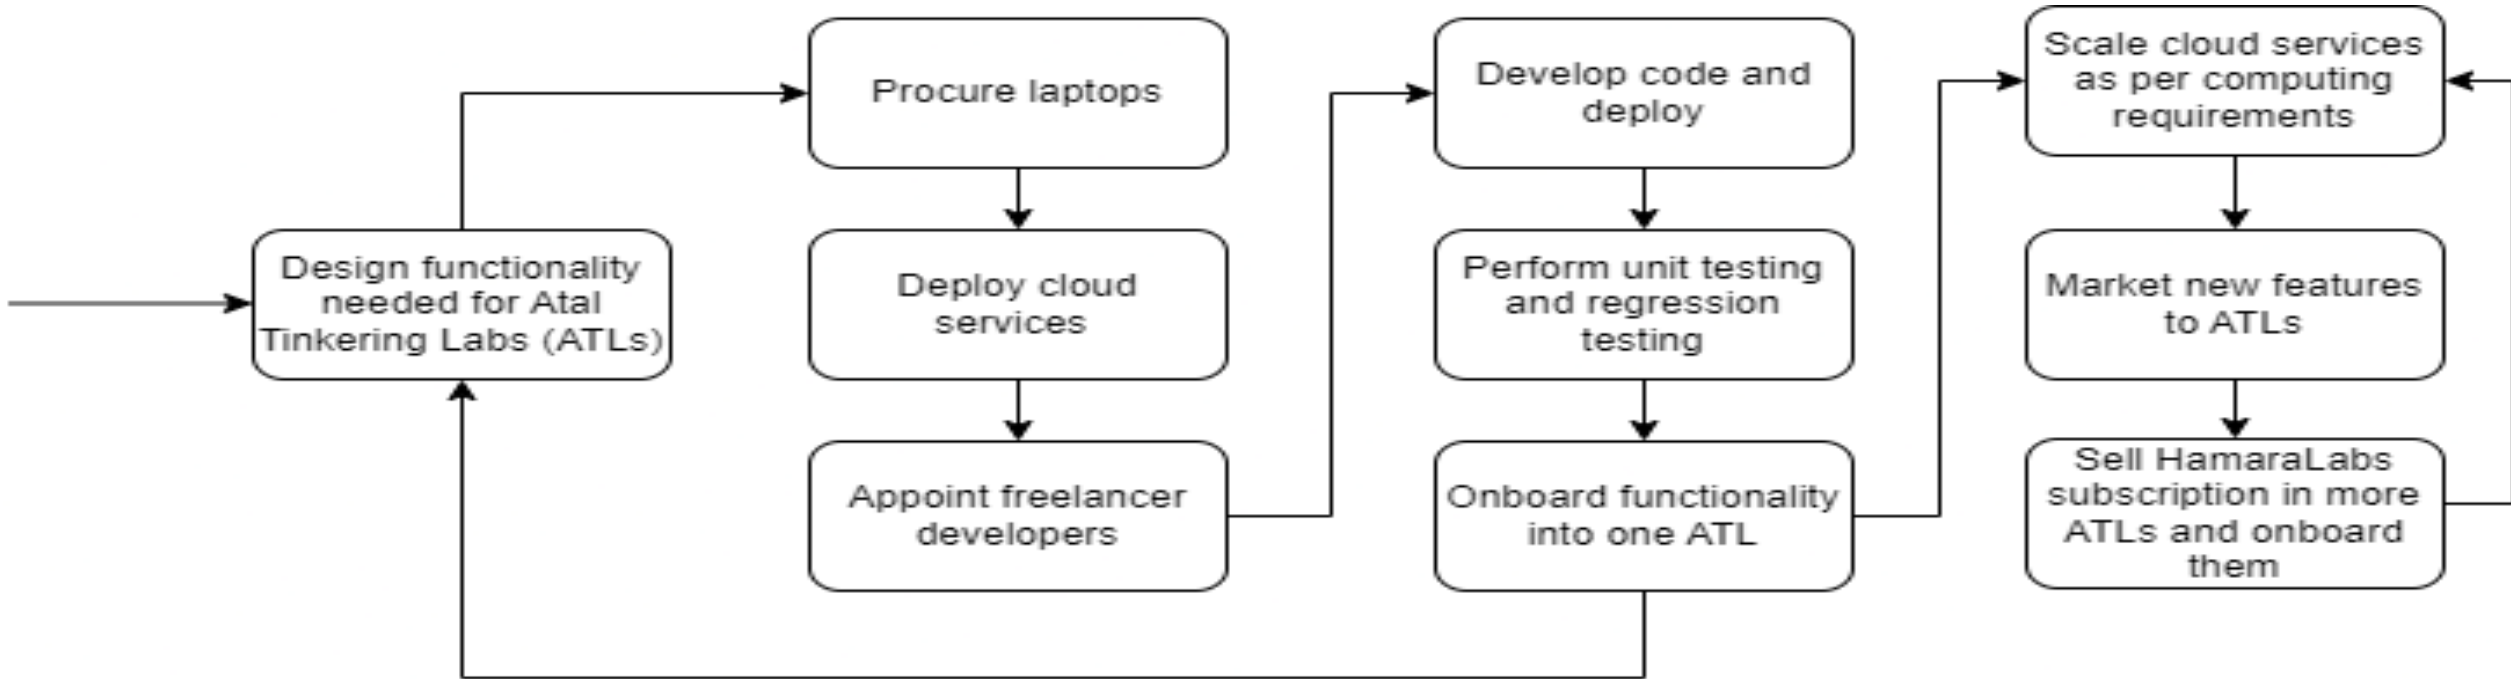 Design functionality
needed for Atal
Tinkering Labs (ATLs)
Procure laptops
Deploy cloud
services
Appoint freelancer
developers
Develop code and
deploy
Perform unit testing
and regression
testing
Onboard functionality
into one ATL
Scale cloud services
as per computing
requirements
Market new features
to ATLs
Sell HamaraLabs
subscription in more
ATLs and onboard
them